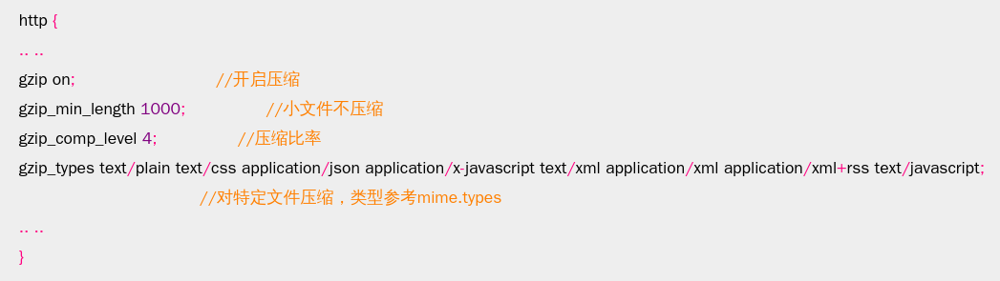 http {
.. ..
gzip on; //开启压缩
gzip_min_length 1000; //小文件不压缩
gzip_comp_level 4; //压缩比率
gzip_types text/plain text/css application/json application/x-javascript text/xml application/xml application/xml+rss text/javascript;
//对特定文件压缩，类型参考mime.types
.. ..
}